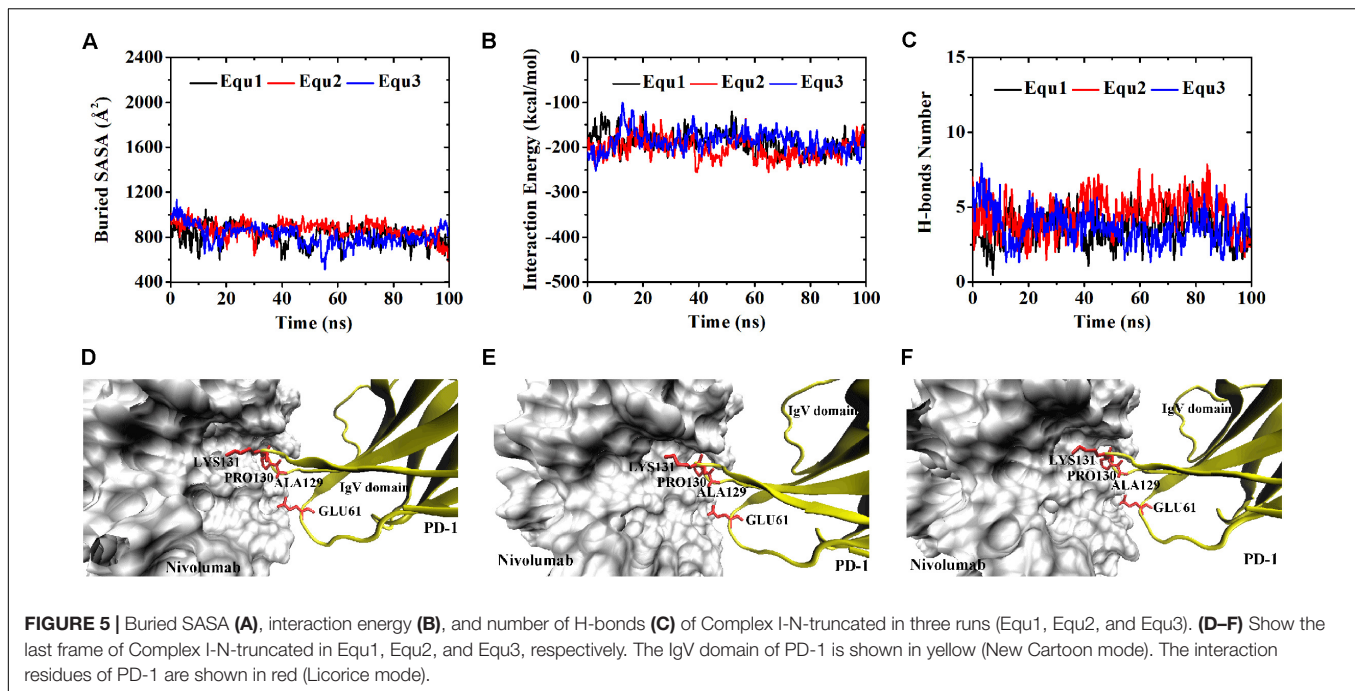 A
B
C
2400
2000
1600
1200
800
400
Buried SASA (Å²)
Equ1 Equ2 Equ3
0 20 40 60 80 100
Time (ns)
0
-100
-200
-300
-400
-500
Interaction Energy (kcal/mol)
Equ1 Equ2 Equ3
0 20 40 60 80 100
Time (ns)
15
10
5
0
H-bonds Number
Equ1 Equ2 Equ3
0 20 40 60 80 100
Time (ns)
D
LYS131
PRO130
ALA129
IgV domain
GLU61
PD-1
Nivolumab
E
IgV domain
LYS131
PRO130
ALA129
GLU61
Nivolumab
PD-1
F
IgV domain
LYS131
PRO130
ALA129
GLU61
Nivolumab
PD-1
FIGURE 5 | Buried SASA (A), interaction energy (B), and number of H-bonds (C) of Complex I-N-truncated in three runs (Equ1, Equ2, and Equ3). (D–F) Show the
last frame of Complex I-N-truncated in Equ1, Equ2, and Equ3, respectively. The IgV domain of PD-1 is shown in yellow (New Cartoon mode). The interaction
residues of PD-1 are shown in red (Licorice mode).